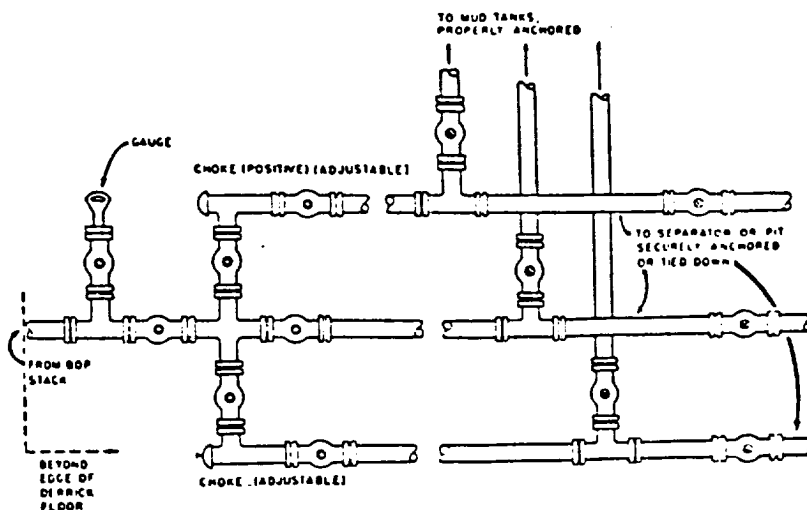 TO MUD TANKS,
PROPERLY ANCHORED
GAUGE
CHOKE (POSITIVE) (ADJUSTABLE)
TO SEPARATOR OR PIT
SECURELY ANCHORED
OR TIED DOWN
FROM BOP
STACK
BEYOND
EDGE OF
DERRICK
FLOOR
CHOKE (ADJUSTABLE)